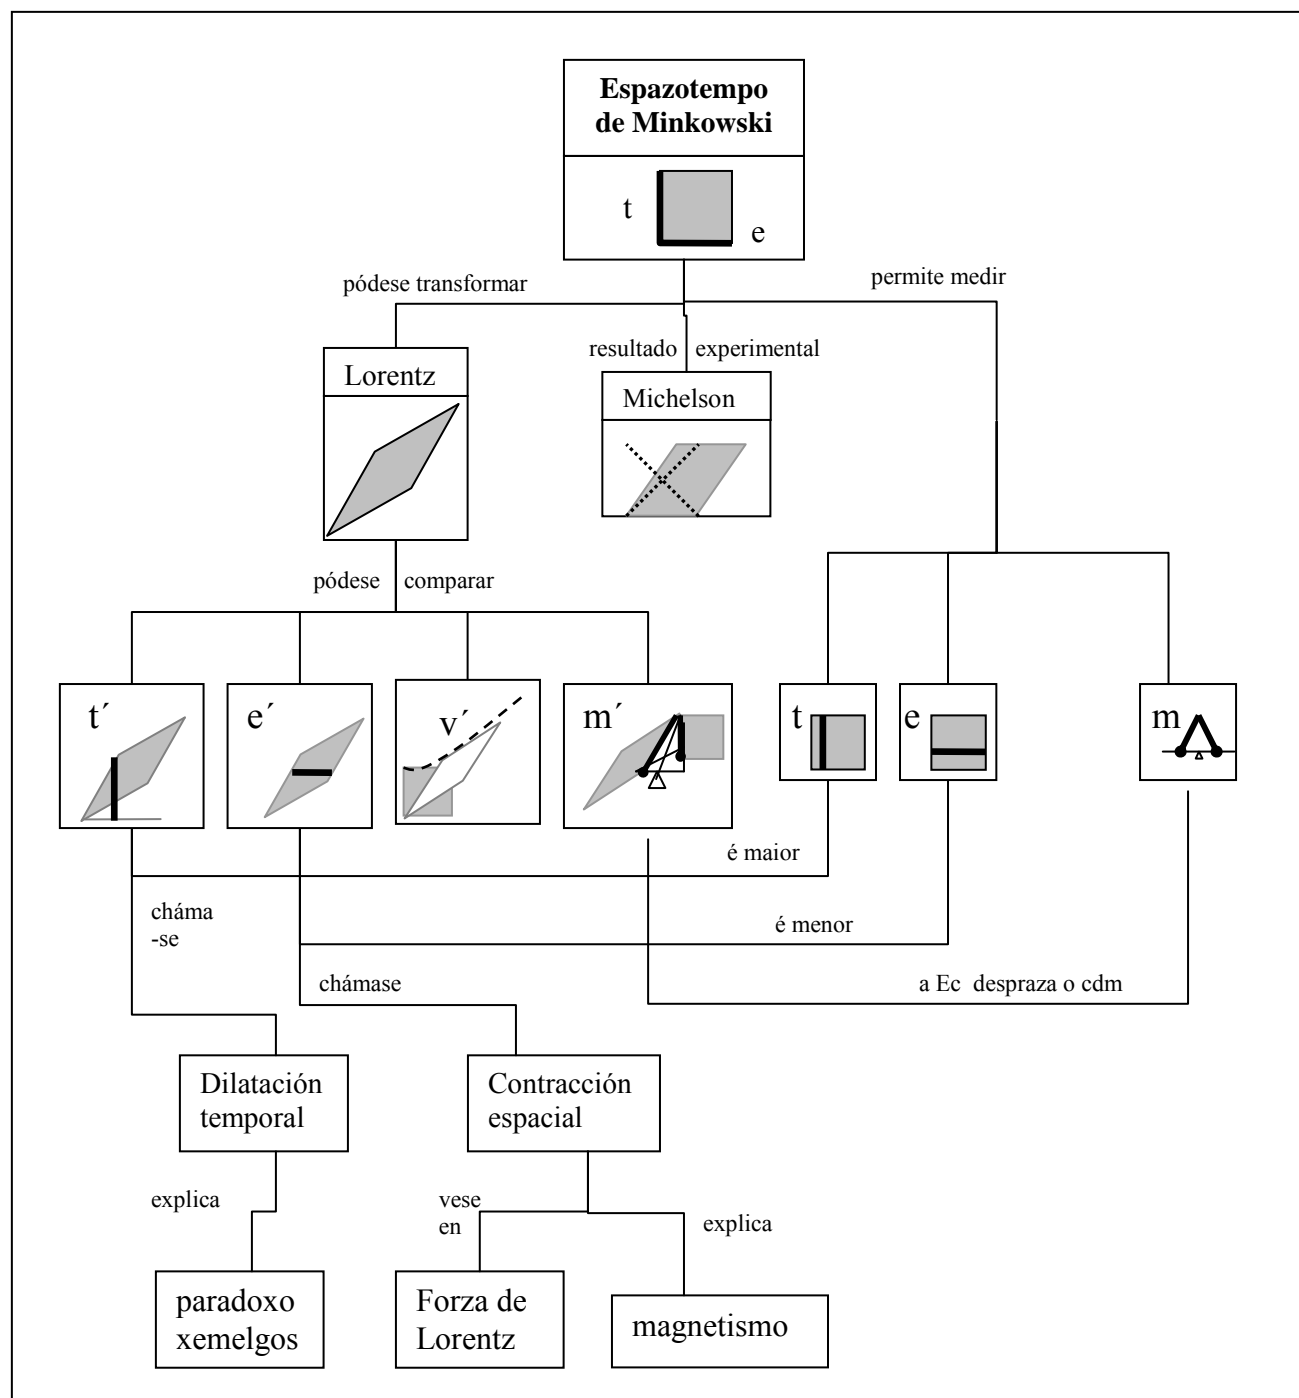 Espazotempo
de Minkowski
t
e
pódese transformar
permite medir
resultado experimental
Lorentz
Michelson
pódese comparar
t´
e´
v´
m´
t
e
m
é maior
cháma
-se
é menor
chámase
a Ec despraza o cdm
Dilatación
temporal
Contracción
espacial
explica
vese
en
explica
paradoxo
xemelgos
Forza de
Lorentz
magnetismo